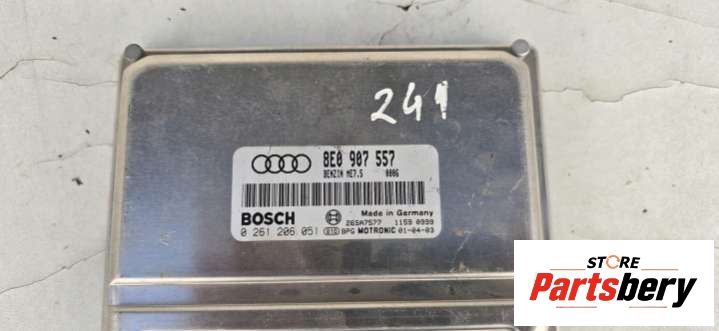 241
8E0 907 557
BENZIN ME7.5 0006
BOSCH
Made in Germany
26SA7577 1159 0999
0 261 206 051 BPG MOTRONIC 01-04-03
STORE
Partsbery